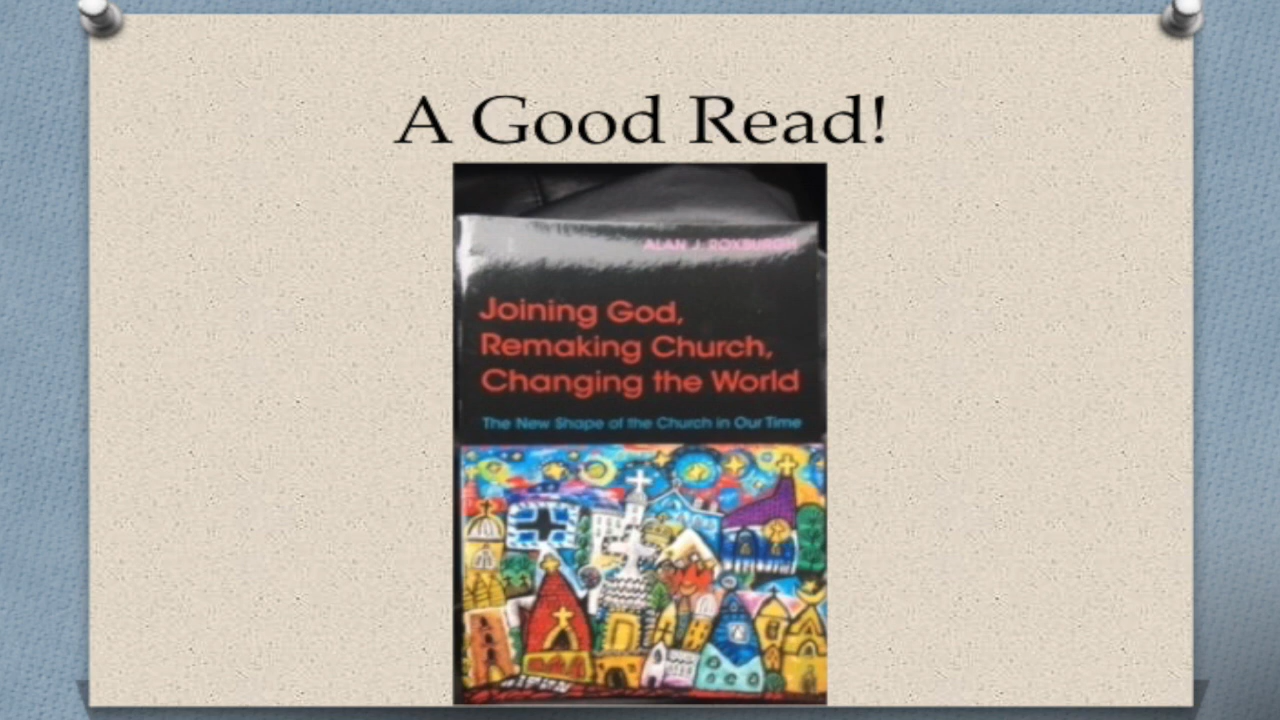 A Good Read!
ALAN J. ROXBURGH
Joining God,
Remaking Church,
Changing the World
The New Shape of the Church in Our Time